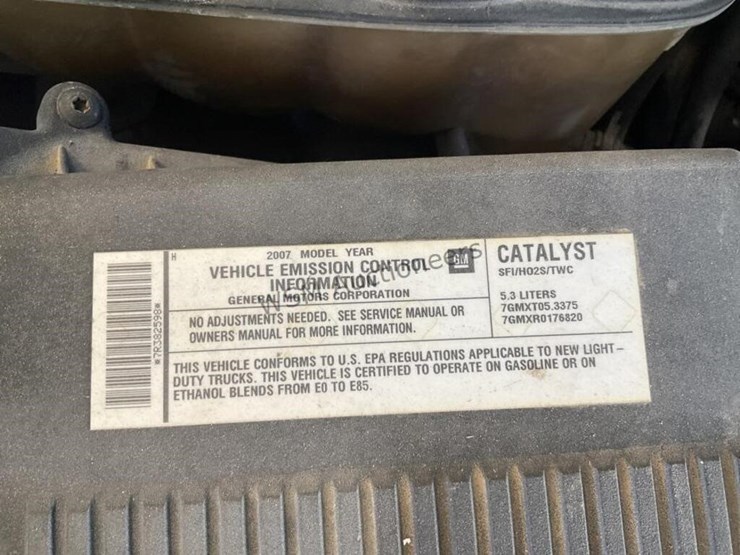 H
2007 MODEL YEAR
VEHICLE EMISSION CONTROL
INFORMATION
GENERAL MOTORS CORPORATION
GM
NO ADJUSTMENTS NEEDED. SEE SERVICE MANUAL OR
OWNERS MANUAL FOR MORE INFORMATION.
CATALYST
SFI/HO2S/TWC
5.3 LITERS
7GMXT05.3375
7GMXR0176820
THIS VEHICLE CONFORMS TO U.S. EPA REGULATIONS APPLICABLE TO NEW LIGHT-
DUTY TRUCKS. THIS VEHICLE IS CERTIFIED TO OPERATE ON GASOLINE OR ON
ETHANOL BLENDS FROM E0 TO E85.
*7R382598*
WSM Auctioneers